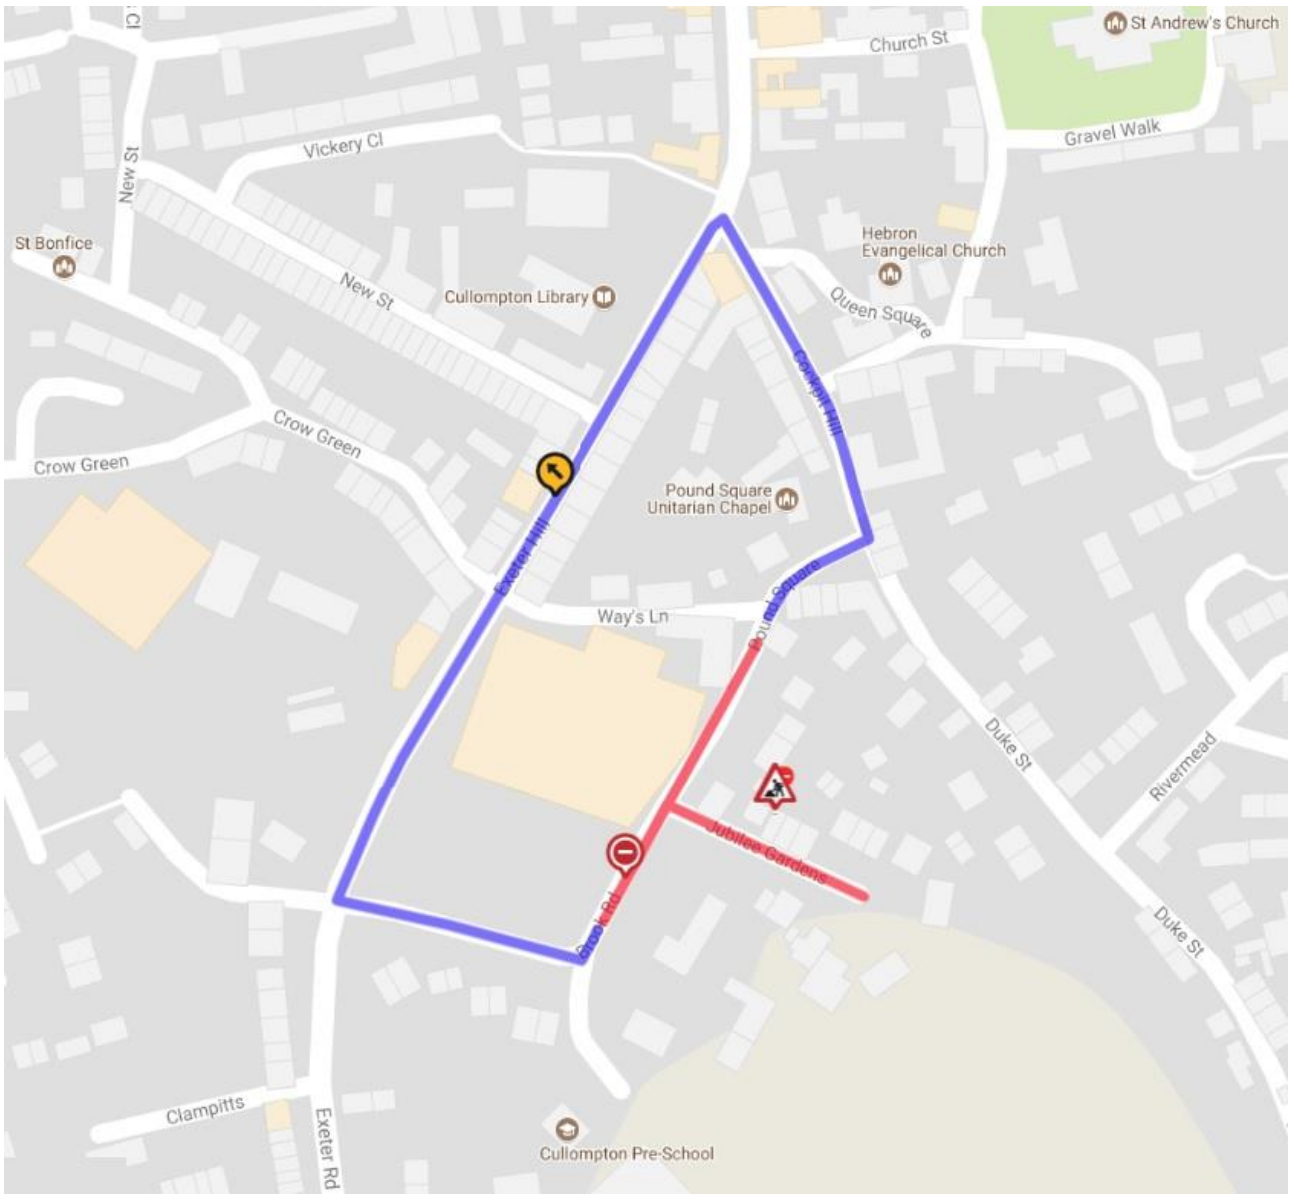 Cl
St Andrew's Church
Church St
Gravel Walk
Vickery Cl
New St
St Bonfice
Hebron
Evangelical Church
New St
Cullompton Library
Queen Square
Cockpit Hill
Crow Green
Crow Green
Pound Square
Unitarian Chapel
Exeter Hill
Pound Square
Way's Ln
Duke St
Rivermead
Jubilee Gardens
Brook Rd
Duke St
Clampitts
Exeter Rd
Cullompton Pre-School